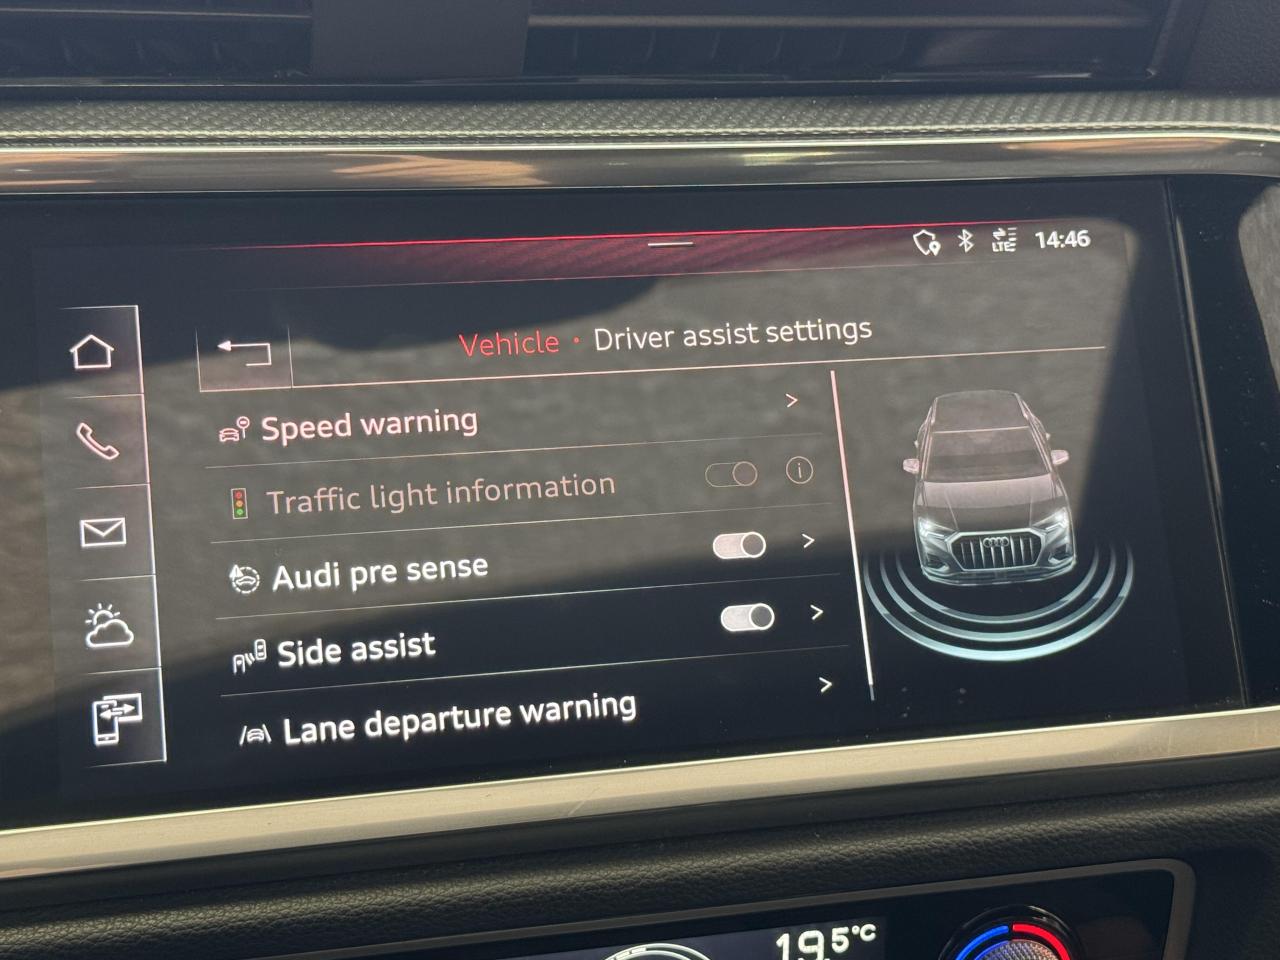 LTE 14:46
Vehicle • Driver assist settings
Speed warning
Traffic light information
Audi pre sense
Side assist
Lane departure warning
19.5°C